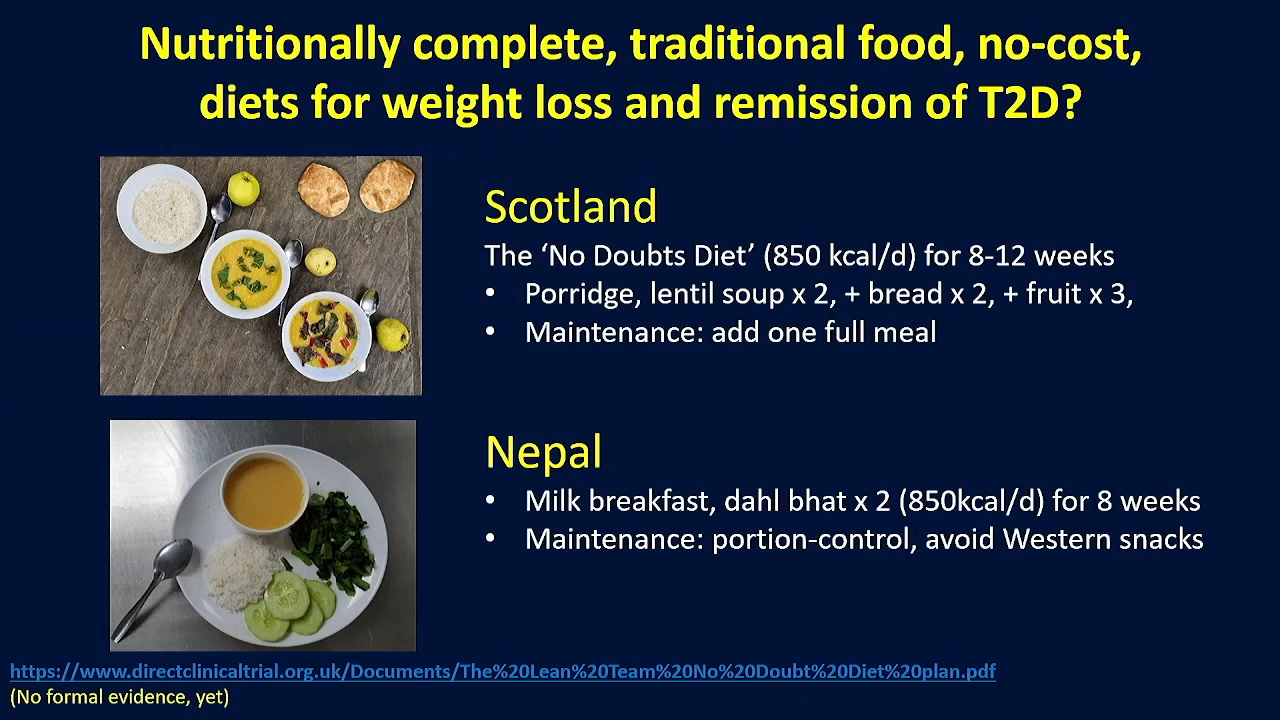 Nutritionally complete, traditional food, no-cost,
diets for weight loss and remission of T2D?
Scotland
The ‘No Doubts Diet’ (850 kcal/d) for 8-12 weeks
• Porridge, lentil soup x 2, + bread x 2, + fruit x 3,
• Maintenance: add one full meal
Nepal
• Milk breakfast, dahl bhat x 2 (850kcal/d) for 8 weeks
• Maintenance: portion-control, avoid Western snacks
https://www.directclinicaltrial.org.uk/Documents/The%20Lean%20Team%20No%20Doubt%20Diet%20plan.pdf
(No formal evidence, yet)